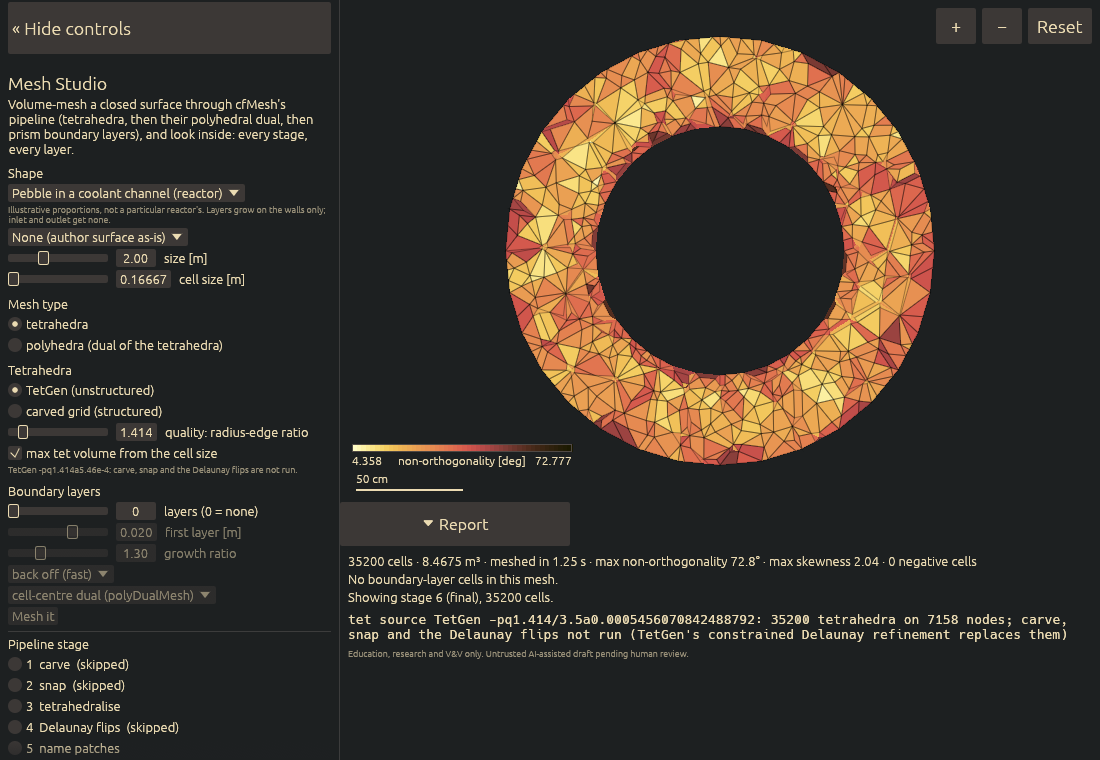 « Hide controls
Mesh Studio
Volume-mesh a closed surface through cfMesh's
pipeline (tetrahedra, then their polyhedral dual, then
prism boundary layers), and look inside: every stage,
every layer.
Shape
Pebble in a coolant channel (reactor)
Illustrative proportions, not a particular reactor's. Layers grow on the walls only;
inlet and outlet get none.
None (author surface as-is)
2.00 size [m]
0.16667 cell size [m]
Mesh type
tetrahedra
polyhedra (dual of the tetrahedra)
Tetrahedra
TetGen (unstructured)
carved grid (structured)
1.414 quality: radius-edge ratio
max tet volume from the cell size
TetGen -pq1.414a5.46e-4: carve, snap and the Delaunay flips are not run.
Boundary layers
0 layers (0 = none)
0.020 first layer [m]
1.30 growth ratio
back off (fast)
cell-centre dual (polyDualMesh)
Mesh it
Pipeline stage
1 carve (skipped)
2 snap (skipped)
3 tetrahedralise
4 Delaunay flips (skipped)
5 name patches
+ − Reset
4.358 non-orthogonality [deg] 72.777
50 cm
Report
35200 cells · 8.4675 m³ · meshed in 1.25 s · max non-orthogonality 72.8° · max skewness 2.04 · 0 negative cells
No boundary-layer cells in this mesh.
Showing stage 6 (final), 35200 cells.
tet source TetGen -pq1.414/3.5a0.0005456070842488792: 35200 tetrahedra on 7158 nodes; carve,
snap and the Delaunay flips not run (TetGen's constrained Delaunay refinement replaces them)
Education, research and V&V only. Untrusted AI-assisted draft pending human review.